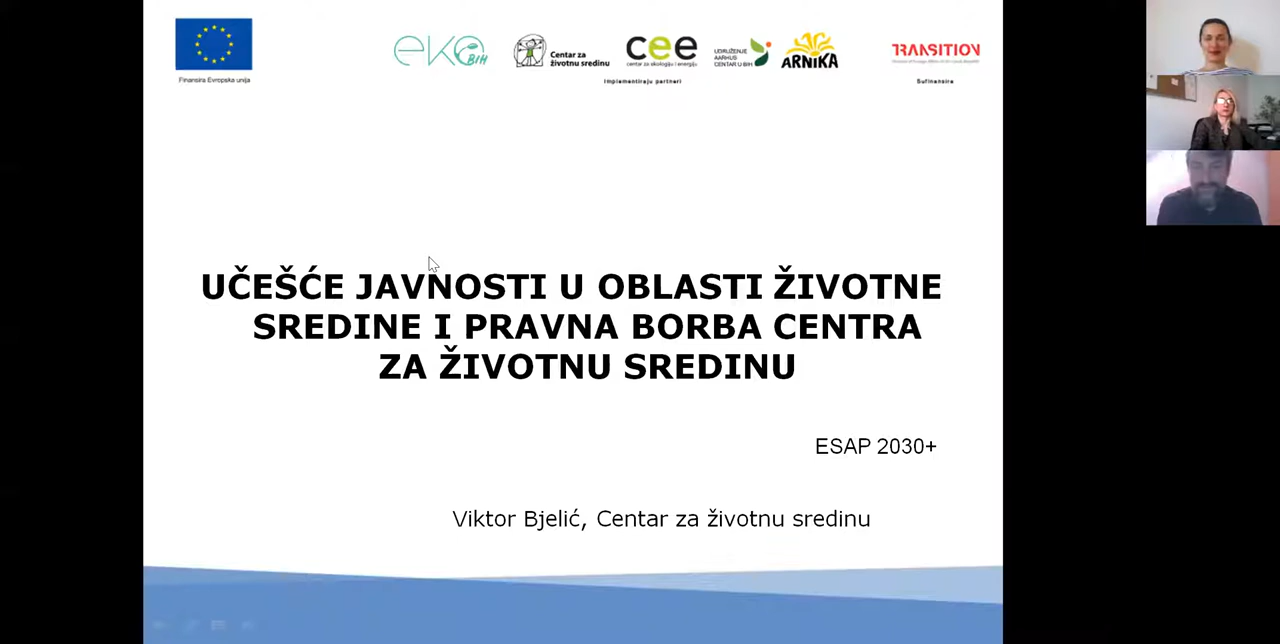 Finansira Evropska unija
eko BIH
Centar za
životnu sredinu
cee
centar za ekologiju i energiju
UDRUŽENJE
AARHUS
CENTAR U BIH
ARNIKA
TRANSITION
Implementiraju partneri
Sufinansira
UČEŠĆE JAVNOSTI U OBLASTI ŽIVOTNE
SREDINE I PRAVNA BORBA CENTRA
ZA ŽIVOTNU SREDINU
ESAP 2030+
Viktor Bjelić, Centar za životnu sredinu